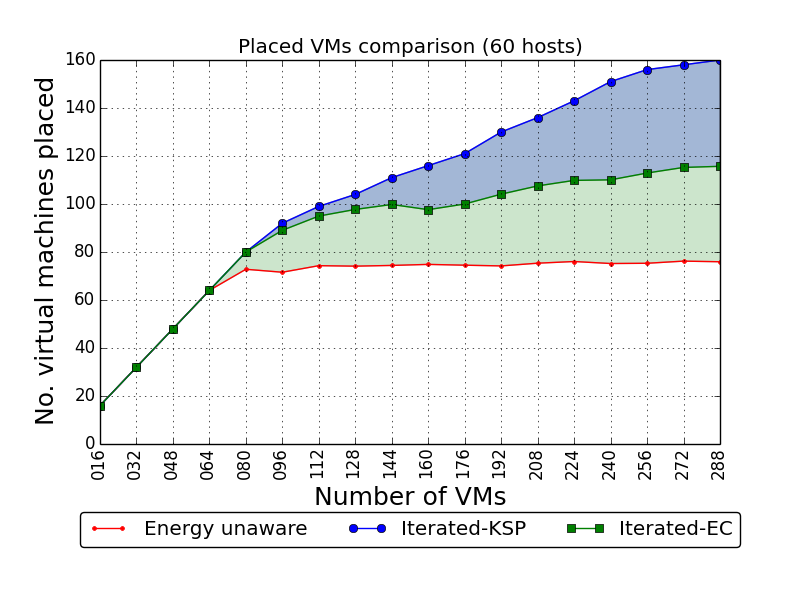 Placed VMs comparison (60 hosts)
No. virtual machines placed
160
140
120
100
80
60
40
20
0
016 032 048 064 080 096 112 128 144 160 176 192 208 224 240 256 272 288
Number of VMs
Energy unaware Iterated-KSP Iterated-EC